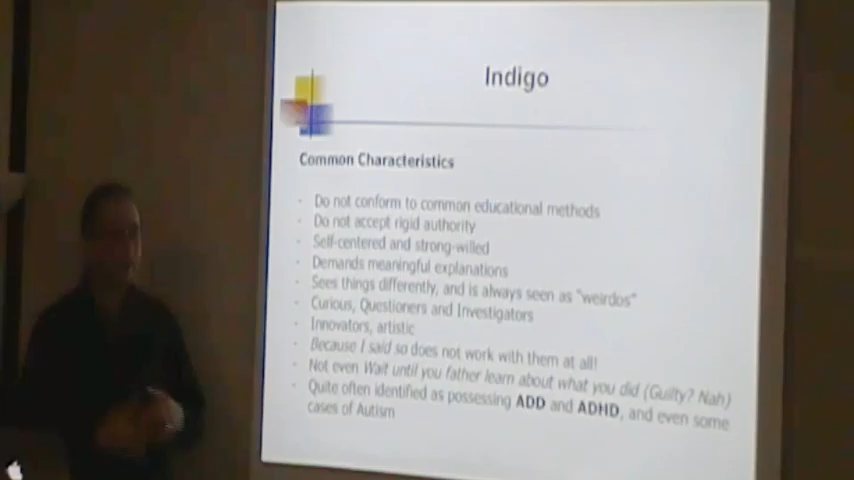 Indigo
Common Characteristics
- Do not conform to common educational methods
- Do not accept rigid authority
- Self-centered and strong-willed
- Demands meaningful explanations
- Sees things differently, and is always seen as "weirdos"
- Curious, Questioners and Investigators
- Innovators, artistic
- Because I said so does not work with them at all!
- Not even Wait until you father learn about what you did (Guilty? Nah)
- Quite often identified as possessing ADD and ADHD, and even some
cases of Autism